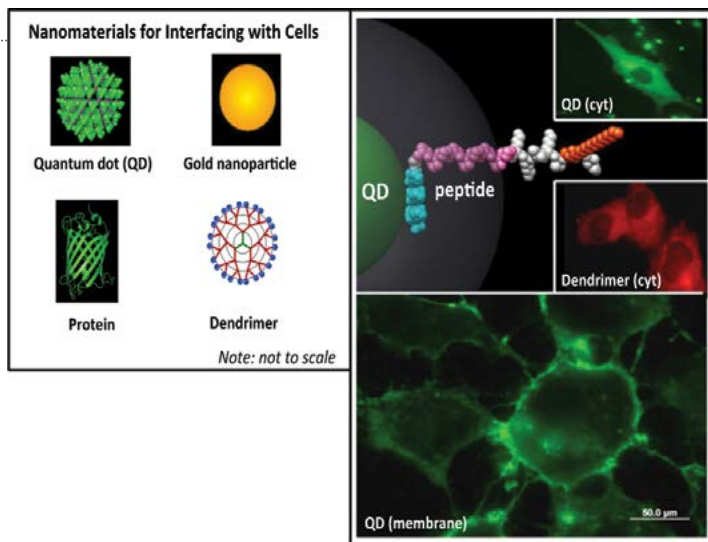 Nanomaterials for Interfacing with Cells
Quantum dot (QD)
Gold nanoparticle
Protein
Dendrimer
Note: not to scale
QD (cyt)
QD
peptide
Dendrimer (cyt)
QD (membrane)
50.0 µm